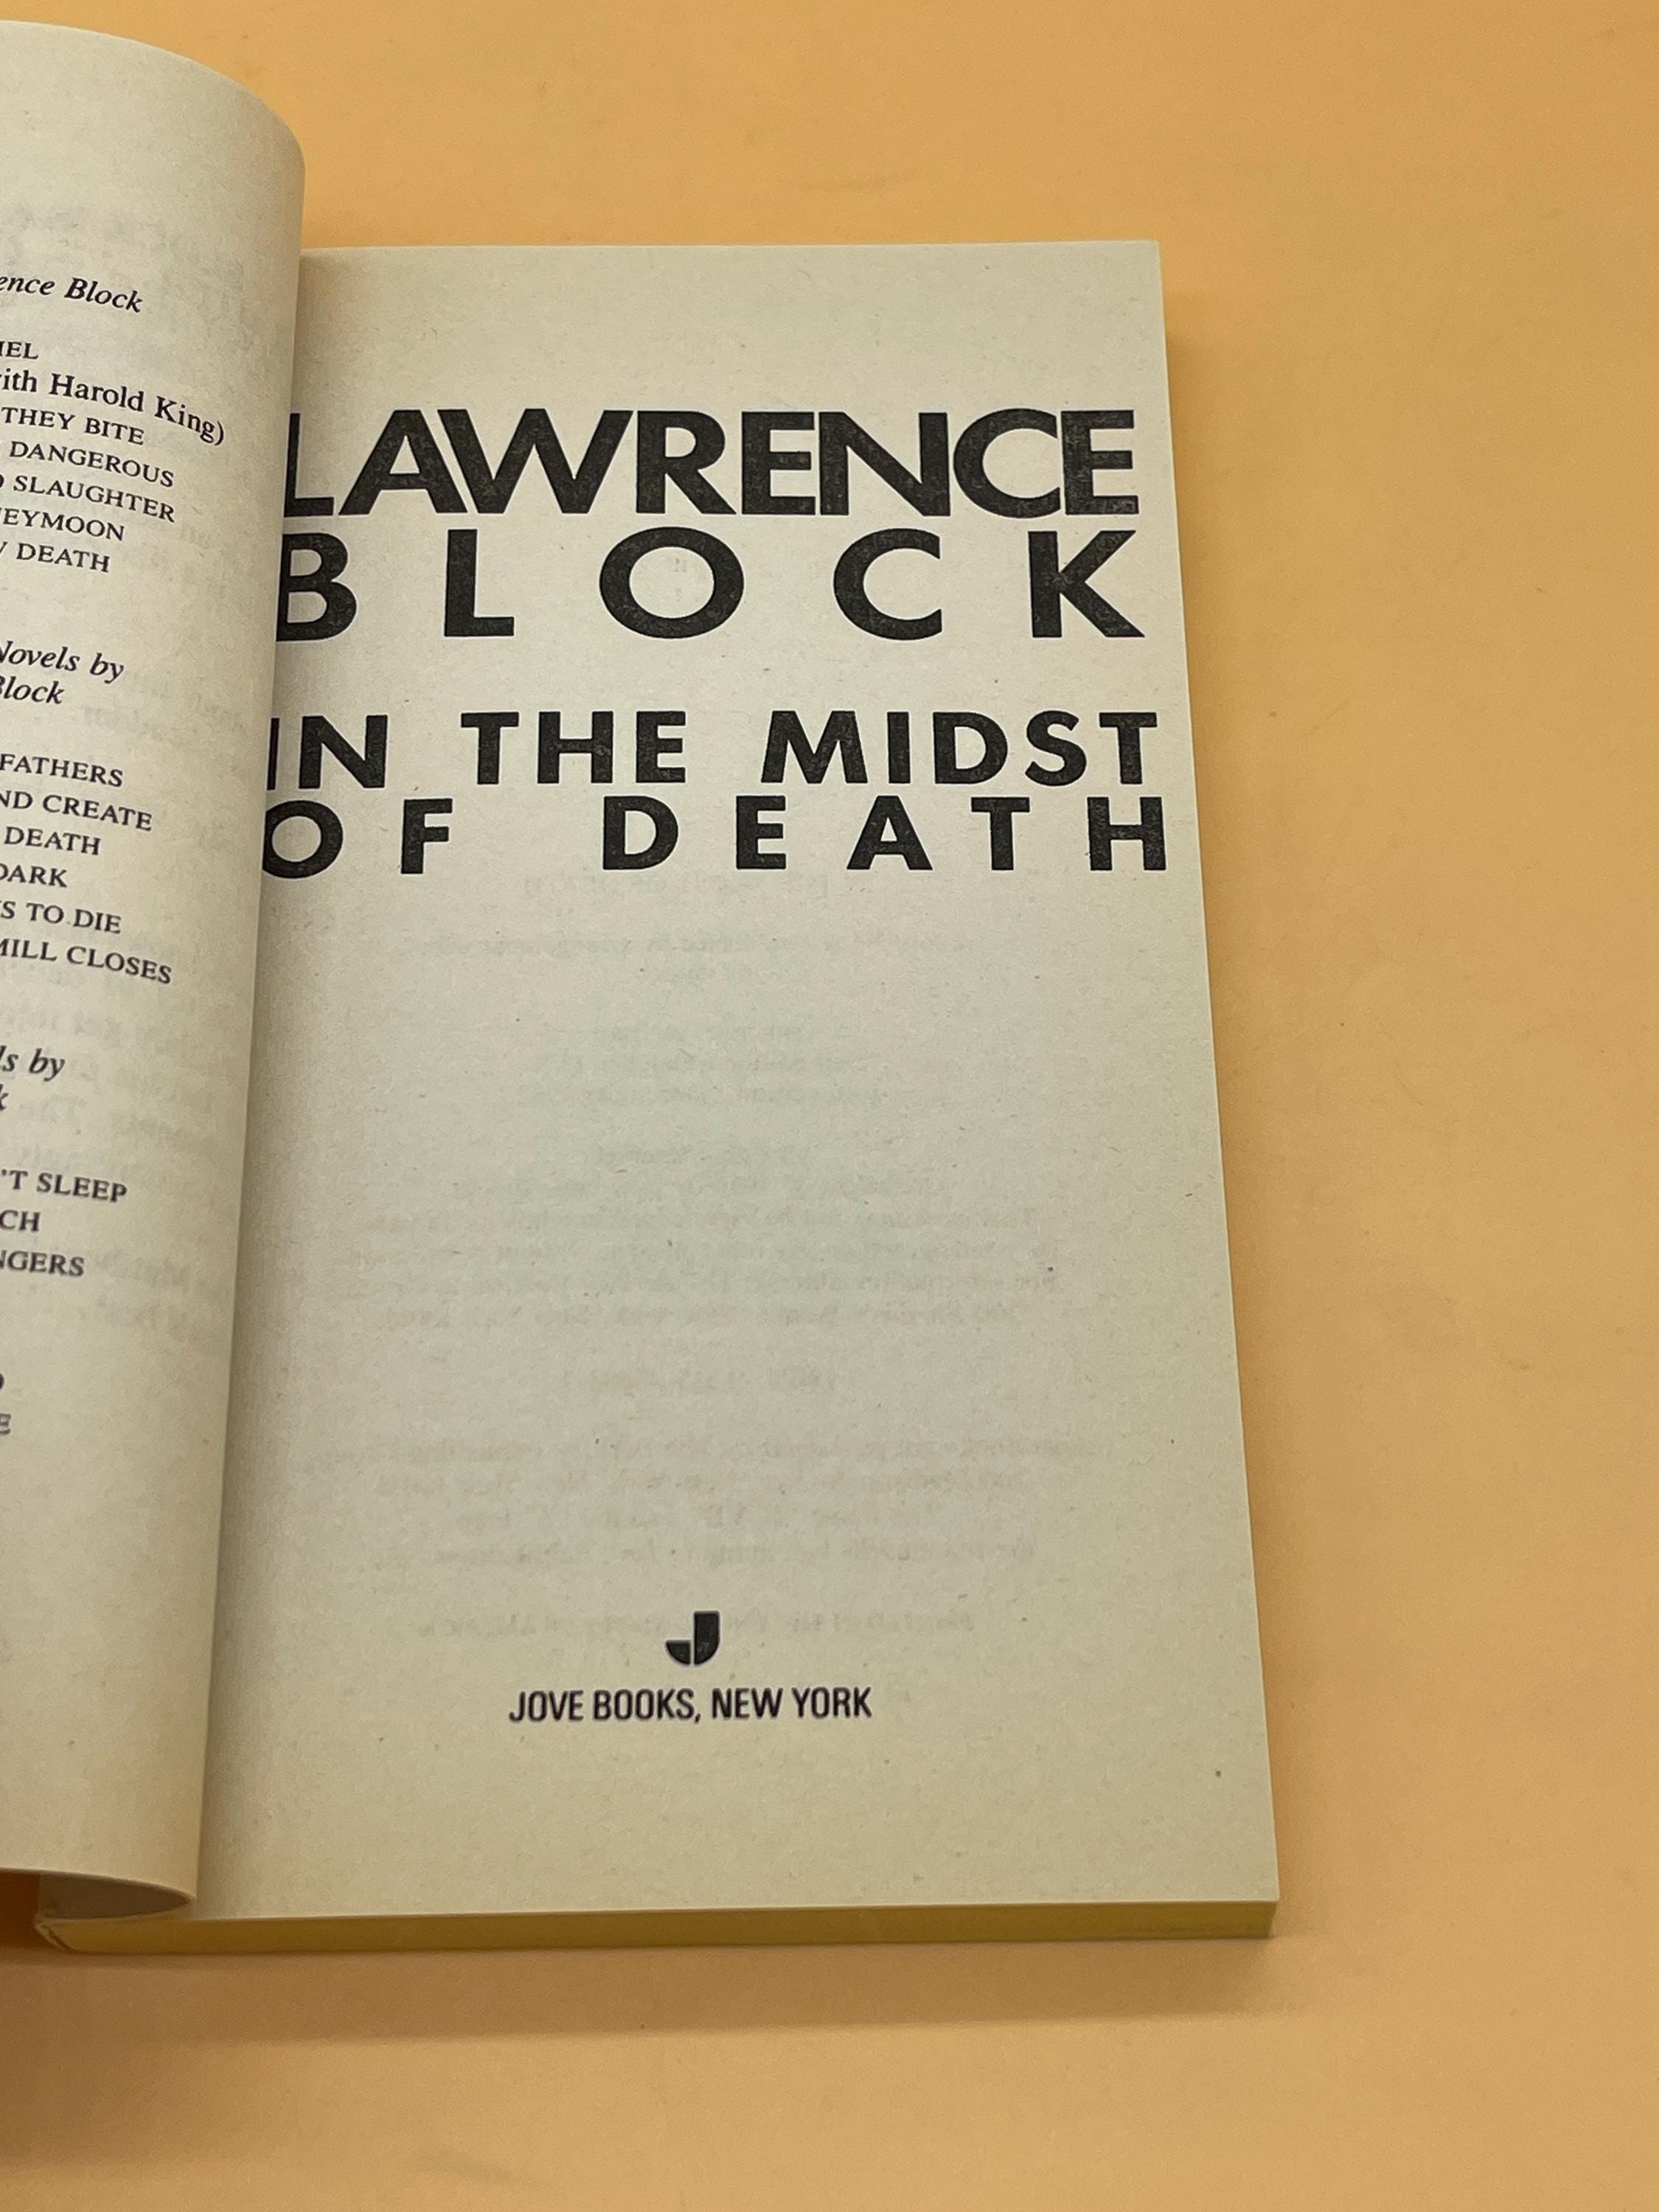 ence Block
IEL
ith Harold King)
THEY BITE
DANGEROUS
SLAUGHTER
EYMOON
DEATH
Novels by
Block
FATHERS
ND CREATE
DEATH
DARK
S TO DIE
MILL CLOSES
ls by
k
'T SLEEP
CH
NGERS
E
LAWRENCE
BLOCK
IN THE MIDST
OF DEATH
JOVE BOOKS, NEW YORK